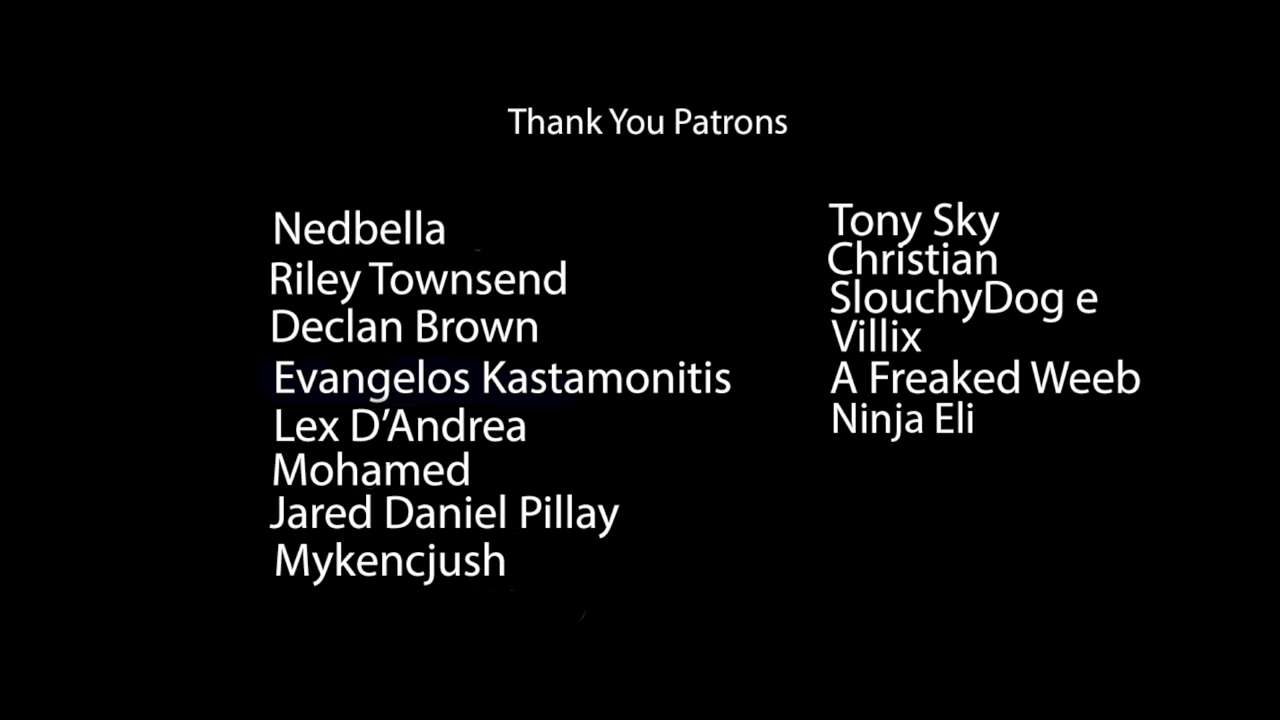 Thank You Patrons
Nedbella
Riley Townsend
Declan Brown
Evangelos Kastamonitis
Lex D’Andrea
Mohamed
Jared Daniel Pillay
Mykencjush
Tony Sky
Christian
SlouchyDog e
Villix
A Freaked Weeb
Ninja Eli